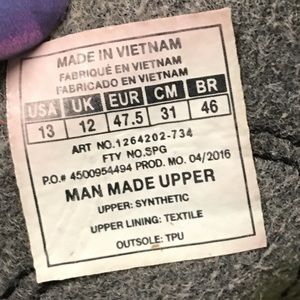 MADE IN VIETNAM
FABRIQUÉ EN VIETNAM
FABRICADO EN VIETNAM
USA UK EUR CM BR
13 12 47.5 31 46
ART NO.1264202-734
FTY NO.SPG
P.O.# 4500954494 PROD. MO. 04/2016
MAN MADE UPPER
UPPER: SYNTHETIC
UPPER LINING: TEXTILE
OUTSOLE: TPU